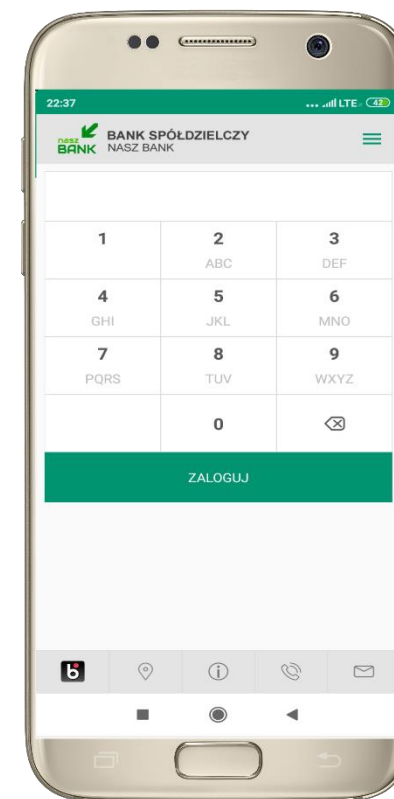 22:37
... LTE 42
nasz
BANK
BANK SPÓŁDZIELCZY
NASZ BANK
1 2 3
ABC DEF
4 5 6
GHI JKL MNO
7 8 9
PQRS TUV WXYZ
0
ZALOGUJ
b